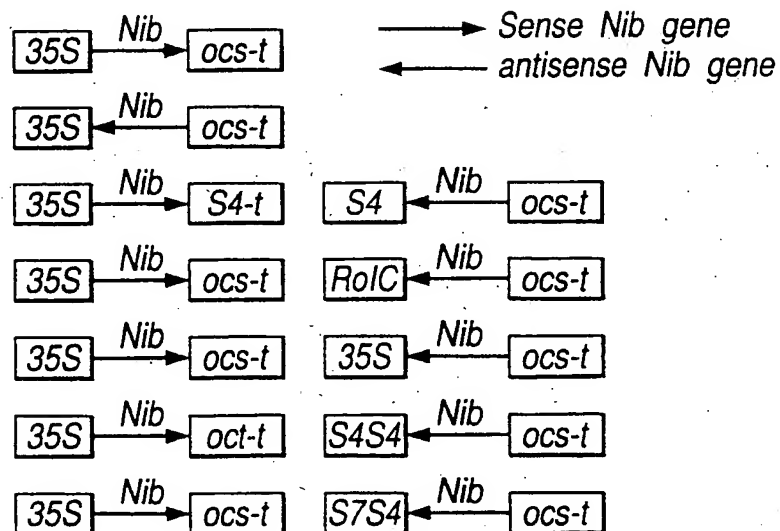 35S Nib ocs-t Sense Nib gene
antisense Nib gene
35S Nib ocs-t
35S Nib S4-t S4 Nib ocs-t
35S Nib ocs-t RolC Nib ocs-t
35S Nib ocs-t 35S Nib ocs-t
35S Nib oct-t S4S4 Nib ocs-t
35S Nib ocs-t S7S4 Nib ocs-t